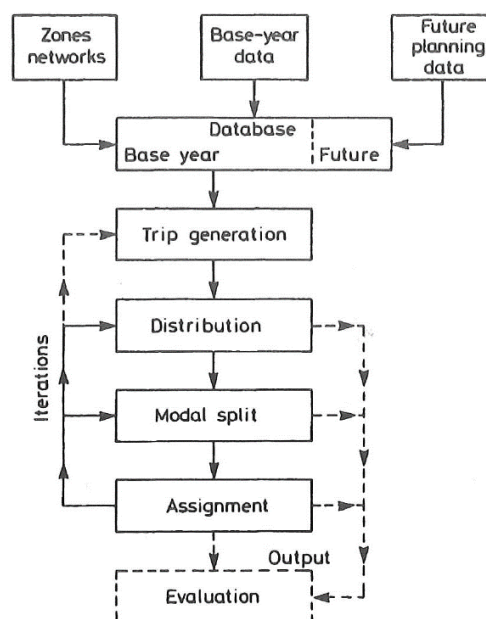 Zones
networks
Base-year
data
Future
planning
data
Database
Base year
Future
Trip generation
Distribution
Iterations
Modal split
Assignment
Output
Evaluation